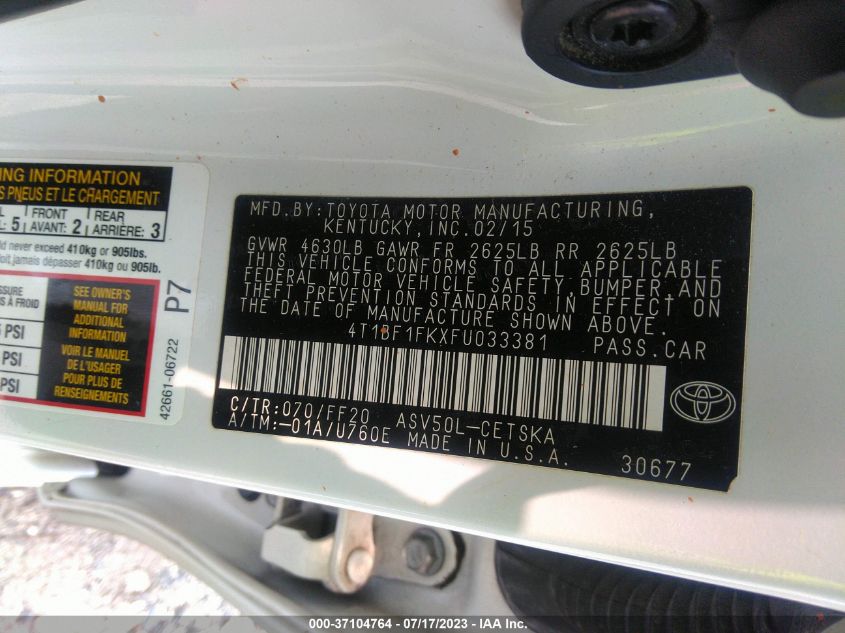 ING INFORMATION
S PNEUS ET LE CHARGEMENT
5 FRONT AVANT: 2 REAR ARRIÈRE: 3
never exceed 410kg or 905lbs.
jamais dépasser 410kg ou 905lb.
À FROID
PSI
PSI
PSI
SEE OWNER'S
MANUAL FOR
ADDITIONAL
INFORMATION
VOIR LE MANUEL
DE L'USAGER
POUR PLUS DE
RENSEIGNEMENTS
P7
42661-06722
MFD.BY:TOYOTA MOTOR MANUFACTURING,
KENTUCKY, INC.02/15
GVWR 4630LB GAWR FR 2625LB RR 2625LB
THIS VEHICLE CONFORMS TO ALL APPLICABLE
FEDERAL MOTOR VEHICLE SAFETY, BUMPER, AND
THEFT PREVENTION STANDARDS IN EFFECT ON
THE DATE OF MANUFACTURE SHOWN ABOVE.
4T1BF1FKXFU033381 PASS.CAR
C/TR:070/FF20 ASV50L-CETSKA
A/TM:-01A/U760E MADE IN U.S.A.
30677
000-37104764 - 07/17/2023 - IAA Inc.